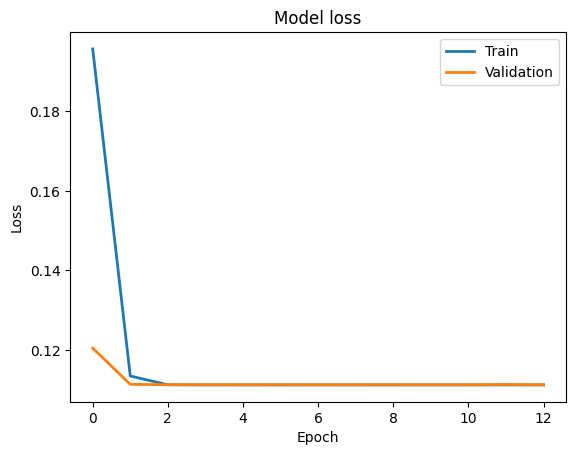 Model loss
Train
Validation
0.18
0.16
0.14
0.12
Loss
0 2 4 6 8 10 12
Epoch